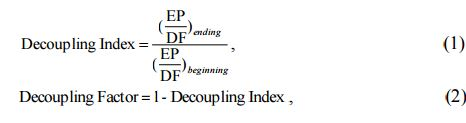 Decoupling Index = (EP/DF)ending / (EP/DF)beginning , (1)
Decoupling Factor = 1 - Decoupling Index , (2)